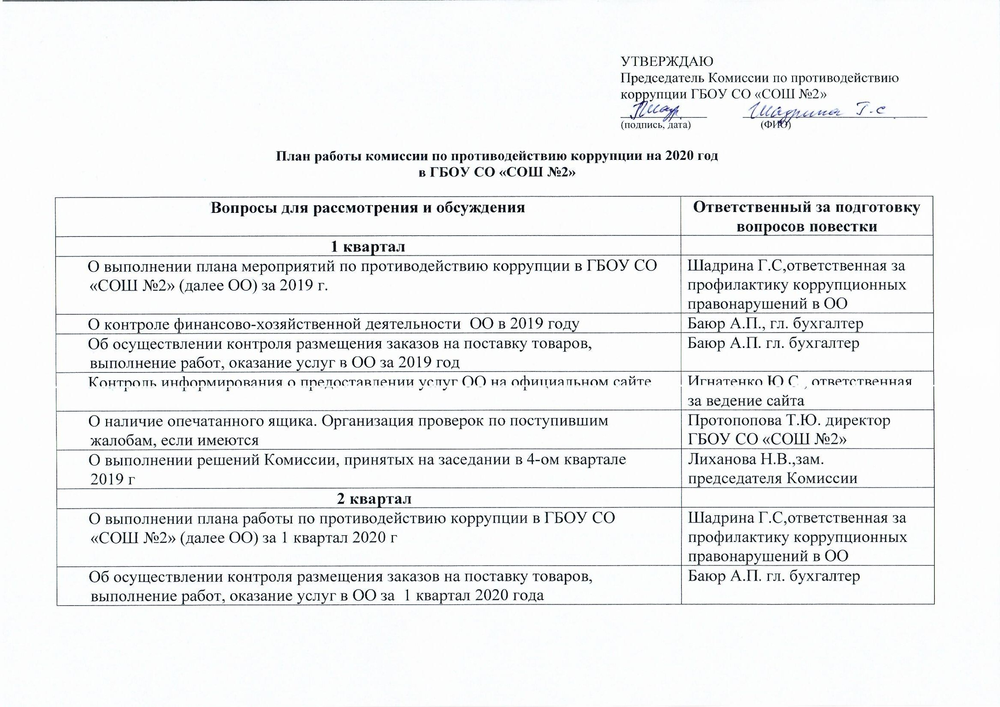 УТВЕРЖДАЮ
Председатель Комиссии по противодействию
коррупции ГБОУ СО «СОШ №2»
Шадрина Г.С
(подпись, дата) (ФИО)
План работы комиссии по противодействию коррупции на 2020 год
в ГБОУ СО «СОШ №2»
Вопросы для рассмотрения и обсуждения
Ответственный за подготовку
вопросов повестки
1 квартал
О выполнении плана мероприятий по противодействию коррупции в ГБОУ СО
«СОШ №2» (далее ОО) за 2019 г.
Шадрина Г.С,ответственная за
профилактику коррупционных
правонарушений в ОО
О контроле финансово-хозяйственной деятельности  ОО в 2019 году
Баюр А.П., гл. бухгалтер
Об осуществлении контроля размещения заказов на поставку товаров,
выполнение работ, оказание услуг в ОО за 2019 год
Баюр А.П. гл. бухгалтер
Контроль информирования о предоставлении услуг ОО на официальном сайте
Игнатенко Ю.С., ответственная
за ведение сайта
О наличие опечатанного ящика. Организация проверок по поступившим
жалобам, если имеются
Протопопова Т.Ю. директор
ГБОУ СО «СОШ №2»
О выполнении решений Комиссии, принятых на заседании в 4-ом квартале
2019 г
Лиханова Н.В.,зам.
председателя Комиссии
2 квартал
О выполнении плана работы по противодействию коррупции в ГБОУ СО
«СОШ №2» (далее ОО) за 1 квартал 2020 г
Шадрина Г.С,ответственная за
профилактику коррупционных
правонарушений в ОО
Об осуществлении контроля размещения заказов на поставку товаров,
выполнение работ, оказание услуг в ОО за  1 квартал 2020 года
Баюр А.П. гл. бухгалтер